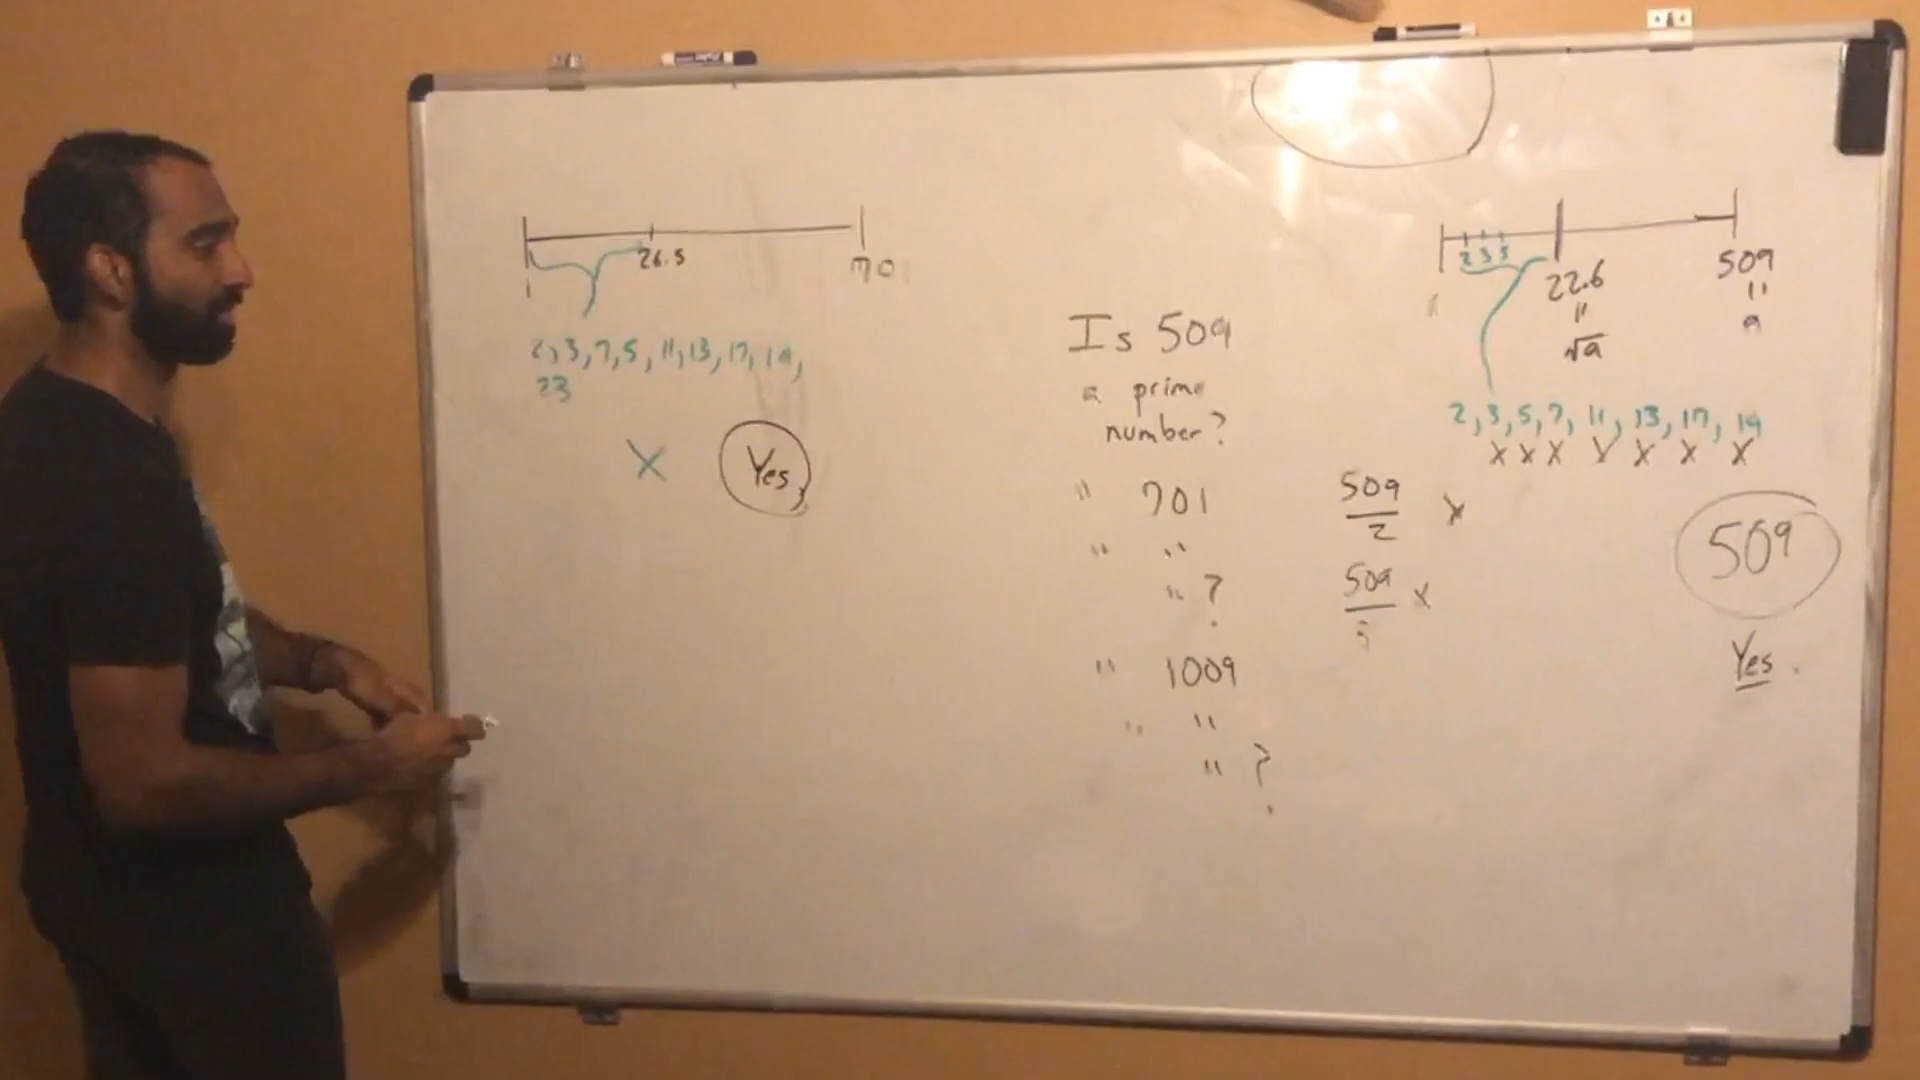 26.5
1
701
2, 3, 7, 5, 11, 13, 17, 19,
23
X
Yes,
Is 509
a prime
number?
" 701
" "
" ?
" 1009
" "
" ?
2 3 5
1
22.6
"
√a
509
"
a
2, 3, 5, 7, 11, 13, 17, 19
x x x x x x x
509
2
x
509
x
509
Yes.